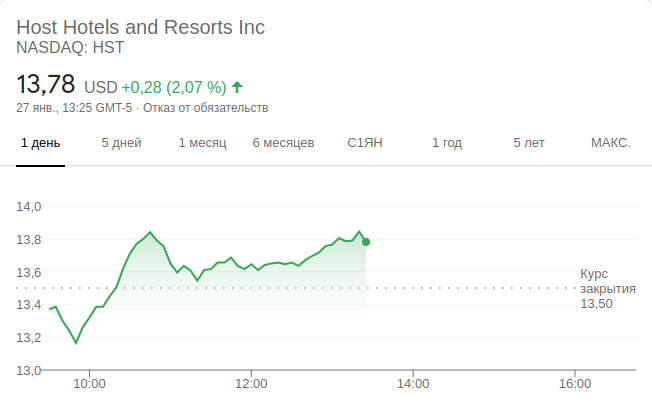 Host Hotels and Resorts Inc
NASDAQ: HST
13,78 USD +0,28 (2,07 %)
27 янв., 13:25 GMT-5 · Отказ от обязательств
1 день 5 дней 1 месяц 6 месяцев С1ЯН 1 год 5 лет МАКС.
14,0
13,8
13,6
13,4
13,2
13,0
Курс
закрытия
13,50
10:00 12:00 14:00 16:00